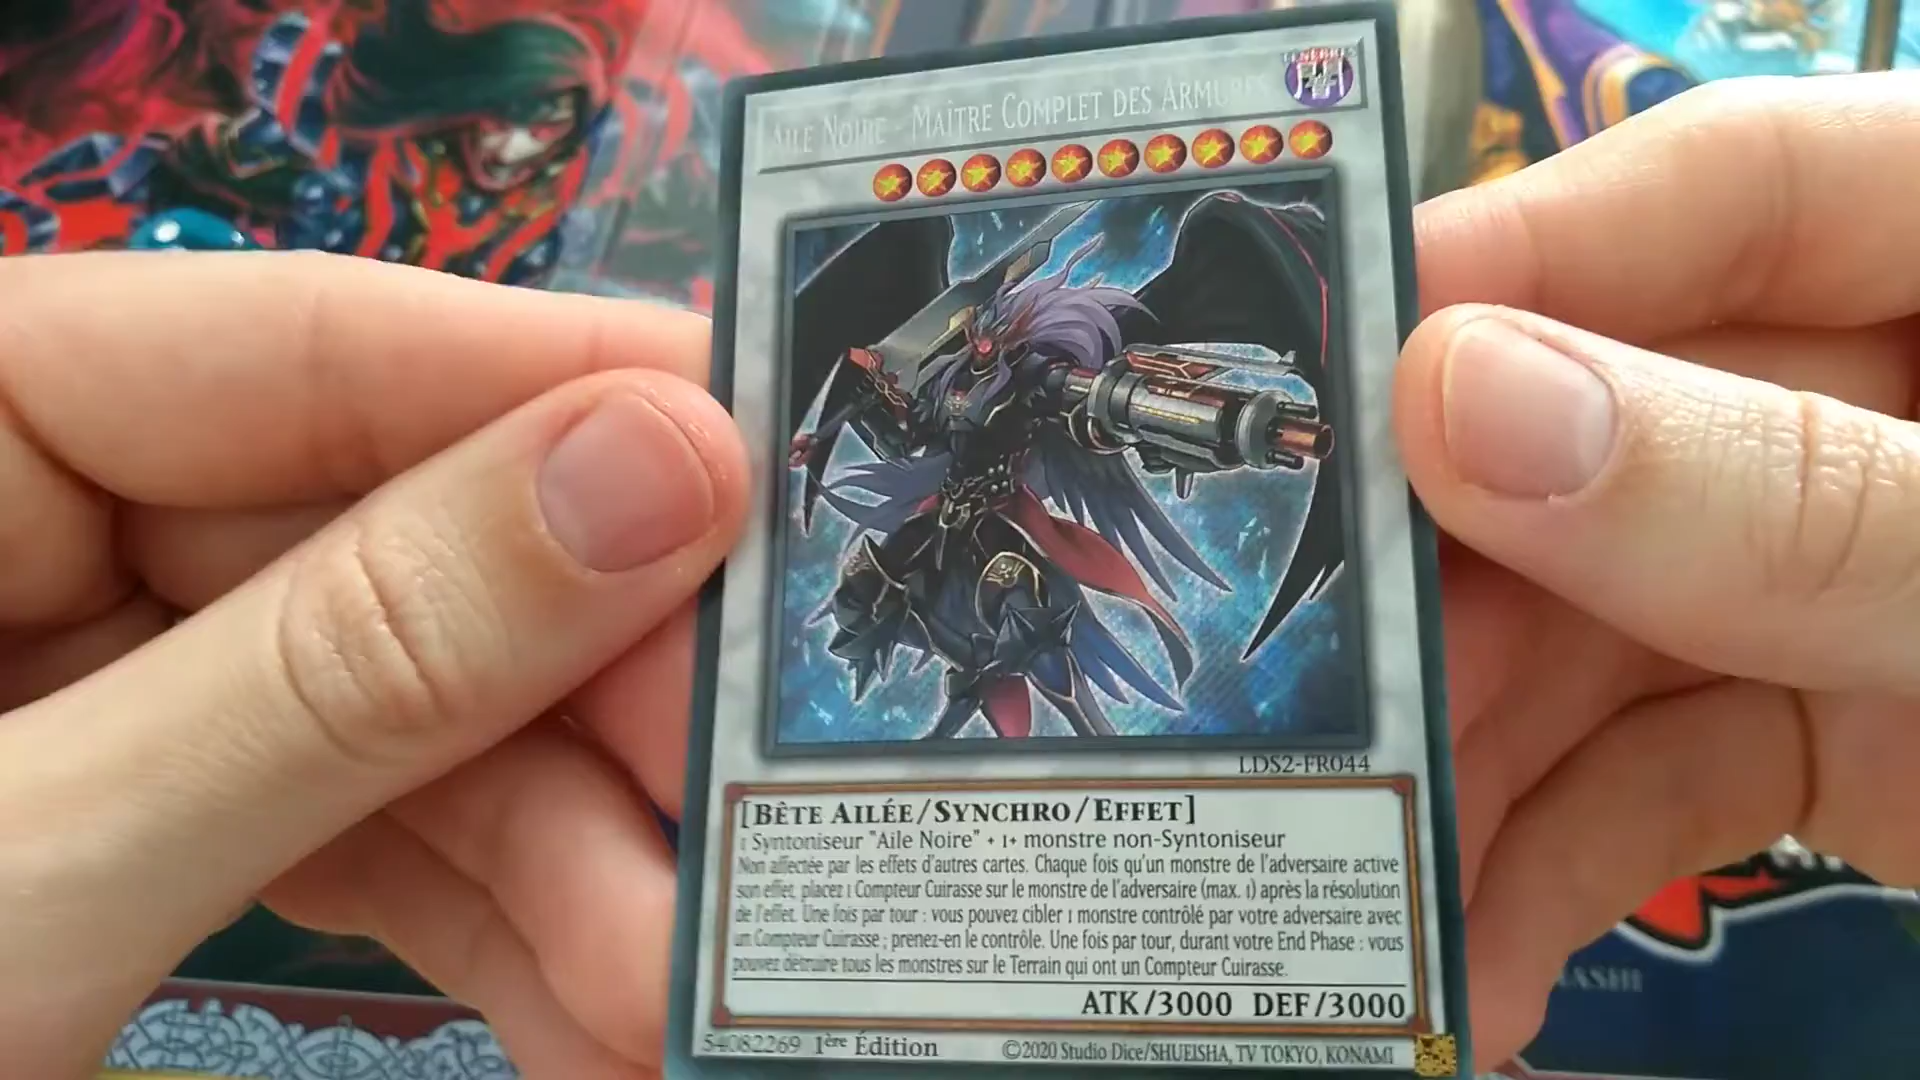 Aile Noire - Maître Complet des Armures
TÉNÈBRES
LDS2-FR044
[Bête Ailée/Synchro/Effet]
1 Syntoniseur "Aile Noire" + 1+ monstre non-Syntoniseur
Non affectée par les effets d'autres cartes. Chaque fois qu'un monstre de l'adversaire active
son effet, placez 1 Compteur Cuirasse sur le monstre de l'adversaire (max. 1) après la résolution
de l'effet. Une fois par tour : vous pouvez cibler 1 monstre contrôlé par votre adversaire avec
un Compteur Cuirasse ; prenez-en le contrôle. Une fois par tour, durant votre End Phase : vous
pouvez détruire tous les monstres sur le Terrain qui ont un Compteur Cuirasse.
ATK/3000 DEF/3000
54082269 1ère Édition ©2020 Studio Dice/SHUEISHA, TV TOKYO, KONAMI